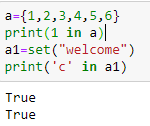 a={1,2,3,4,5,6}
print(1 in a)
a1=set("welcome")
print('c' in a1)
True
True